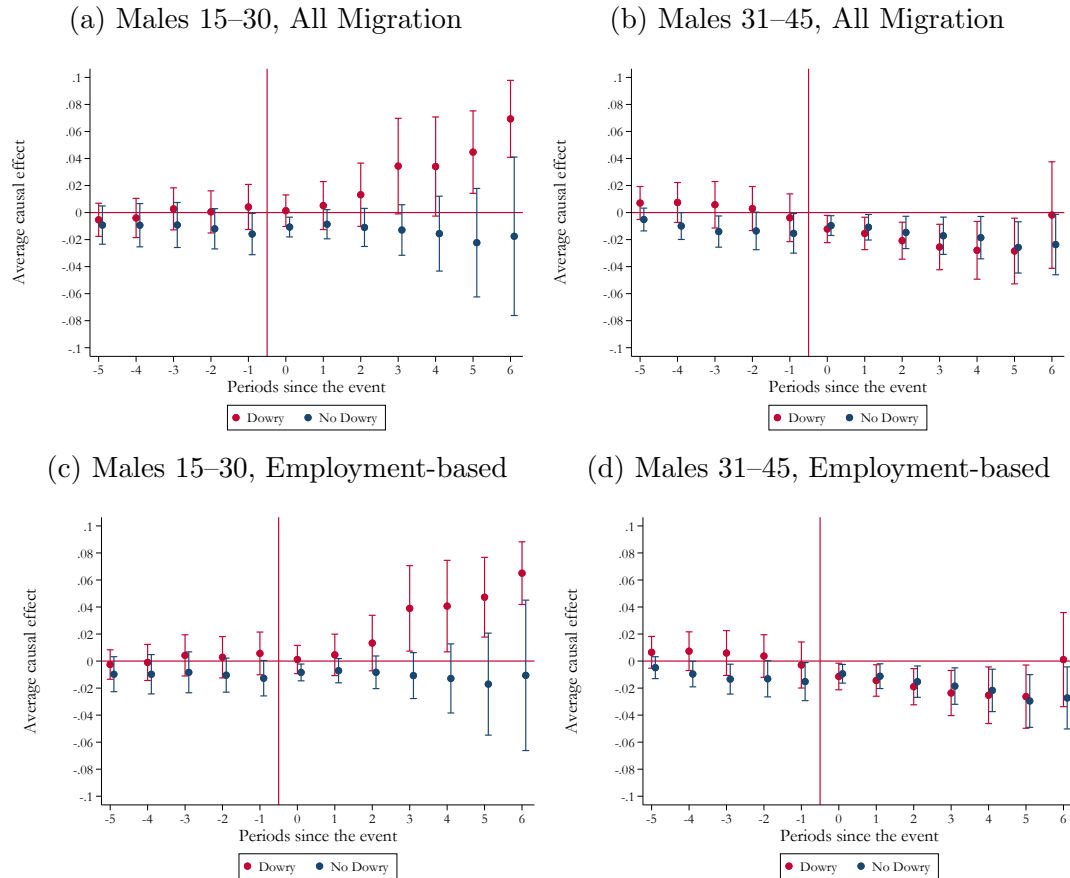 (a) Males 15–30, All Migration
Average causal effect
.1
.08
.06
.04
.02
0
-.02
-.04
-.06
-.08
-.1
-5 -4 -3 -2 -1 0 1 2 3 4 5 6
Periods since the event
Dowry No Dowry
(b) Males 31–45, All Migration
Average causal effect
.1
.08
.06
.04
.02
0
-.02
-.04
-.06
-.08
-.1
-5 -4 -3 -2 -1 0 1 2 3 4 5 6
Periods since the event
Dowry No Dowry
(c) Males 15–30, Employment-based
Average causal effect
.1
.08
.06
.04
.02
0
-.02
-.04
-.06
-.08
-.1
-5 -4 -3 -2 -1 0 1 2 3 4 5 6
Periods since the event
Dowry No Dowry
(d) Males 31–45, Employment-based
Average causal effect
.1
.08
.06
.04
.02
0
-.02
-.04
-.06
-.08
-.1
-5 -4 -3 -2 -1 0 1 2 3 4 5 6
Periods since the event
Dowry No Dowry